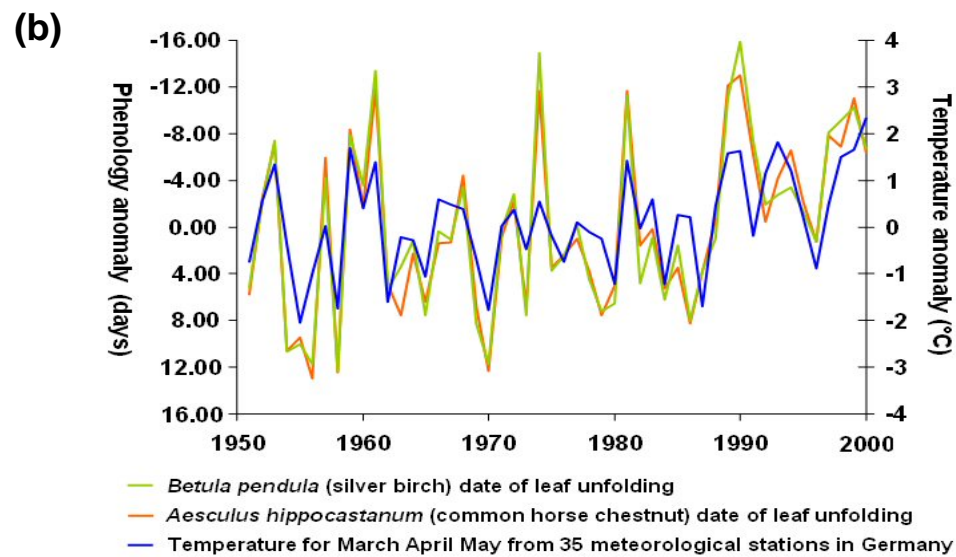 (b)
Phenology anomaly (days)
-16.00
-12.00
-8.00
-4.00
0.00
4.00
8.00
12.00
16.00
4
3
2
1
0
-1
-2
-3
-4
Temperature anomaly (°C)
1950 1960 1970 1980 1990 2000
Betula pendula (silver birch) date of leaf unfolding
Aesculus hippocastanum (common horse chestnut) date of leaf unfolding
Temperature for March April May from 35 meteorological stations in Germany